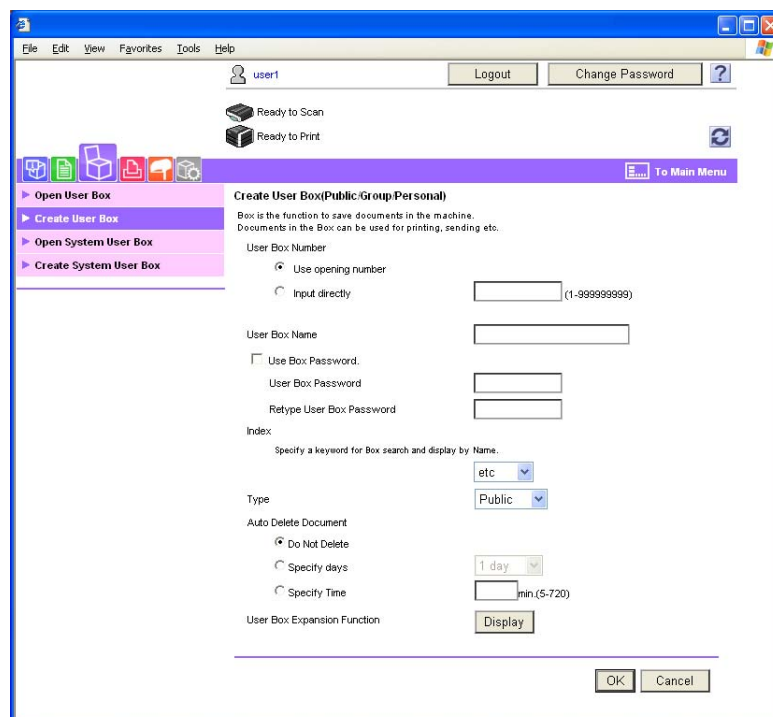 File Edit View Favorites Tools Help
user1 Logout Change Password ?
Ready to Scan
Ready to Print
To Main Menu
Open User Box
Create User Box
Open System User Box
Create System User Box
Create User Box(Public/Group/Personal)
Box is the function to save documents in the machine.
Documents in the Box can be used for printing, sending etc.
User Box Number
Use opening number
Input directly (1-999999999)
User Box Name
Use Box Password.
User Box Password
Retype User Box Password
Index
Specify a keyword for Box search and display by Name.
etc
Type Public
Auto Delete Document
Do Not Delete
Specify days 1 day
Specify Time min.(5-720)
User Box Expansion Function Display
OK Cancel